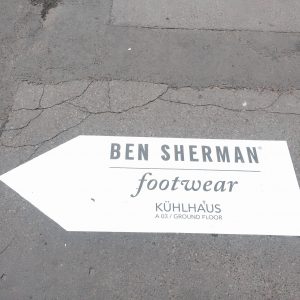 BEN SHERMAN®
footwear
KÜHLHAUS
A 03 / GROUND FLOOR